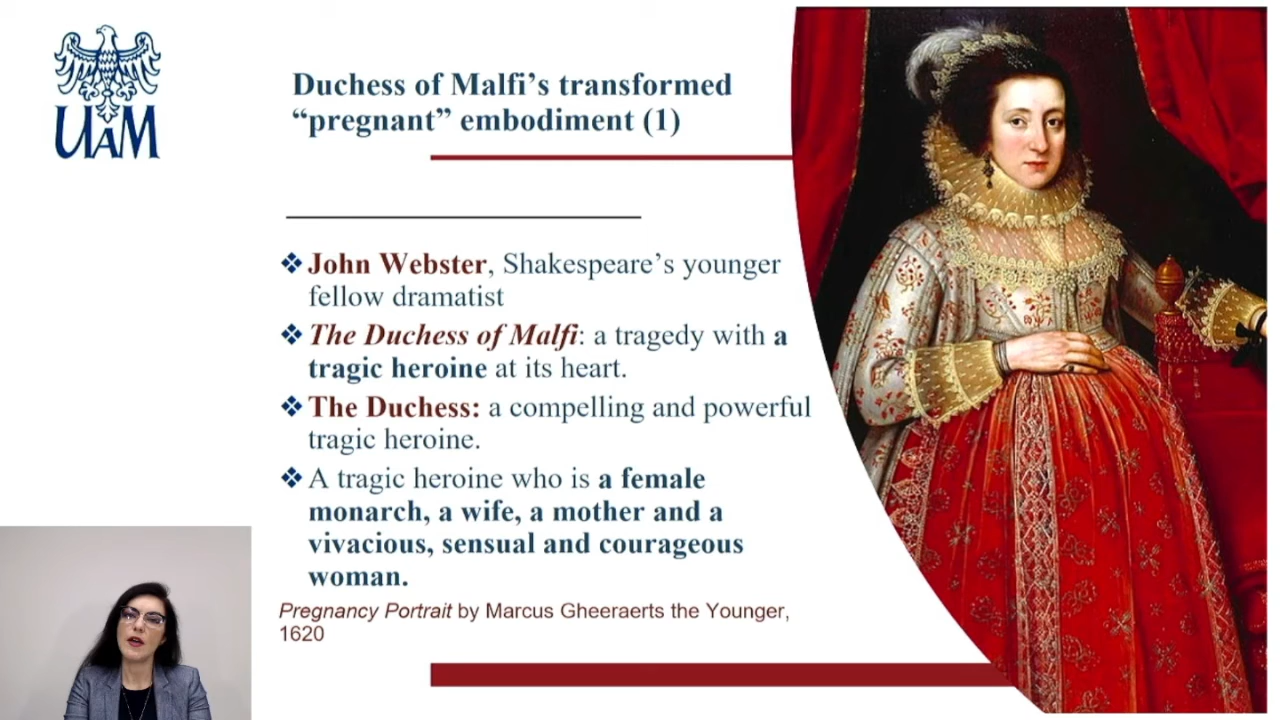 UAM
Duchess of Malfi’s transformed
“pregnant” embodiment (1)
❖ John Webster, Shakespeare’s younger
fellow dramatist
❖ The Duchess of Malfi: a tragedy with a
tragic heroine at its heart.
❖ The Duchess: a compelling and powerful
tragic heroine.
❖ A tragic heroine who is a female
monarch, a wife, a mother and a
vivacious, sensual and courageous
woman.
Pregnancy Portrait by Marcus Gheeraerts the Younger,
1620